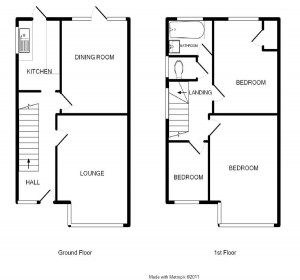 KITCHEN
DINING ROOM
HALL
LOUNGE
BATHROOM
LANDING
BEDROOM
BEDROOM
BEDROOM
Ground Floor
1st Floor
Made with Metropix ©2011